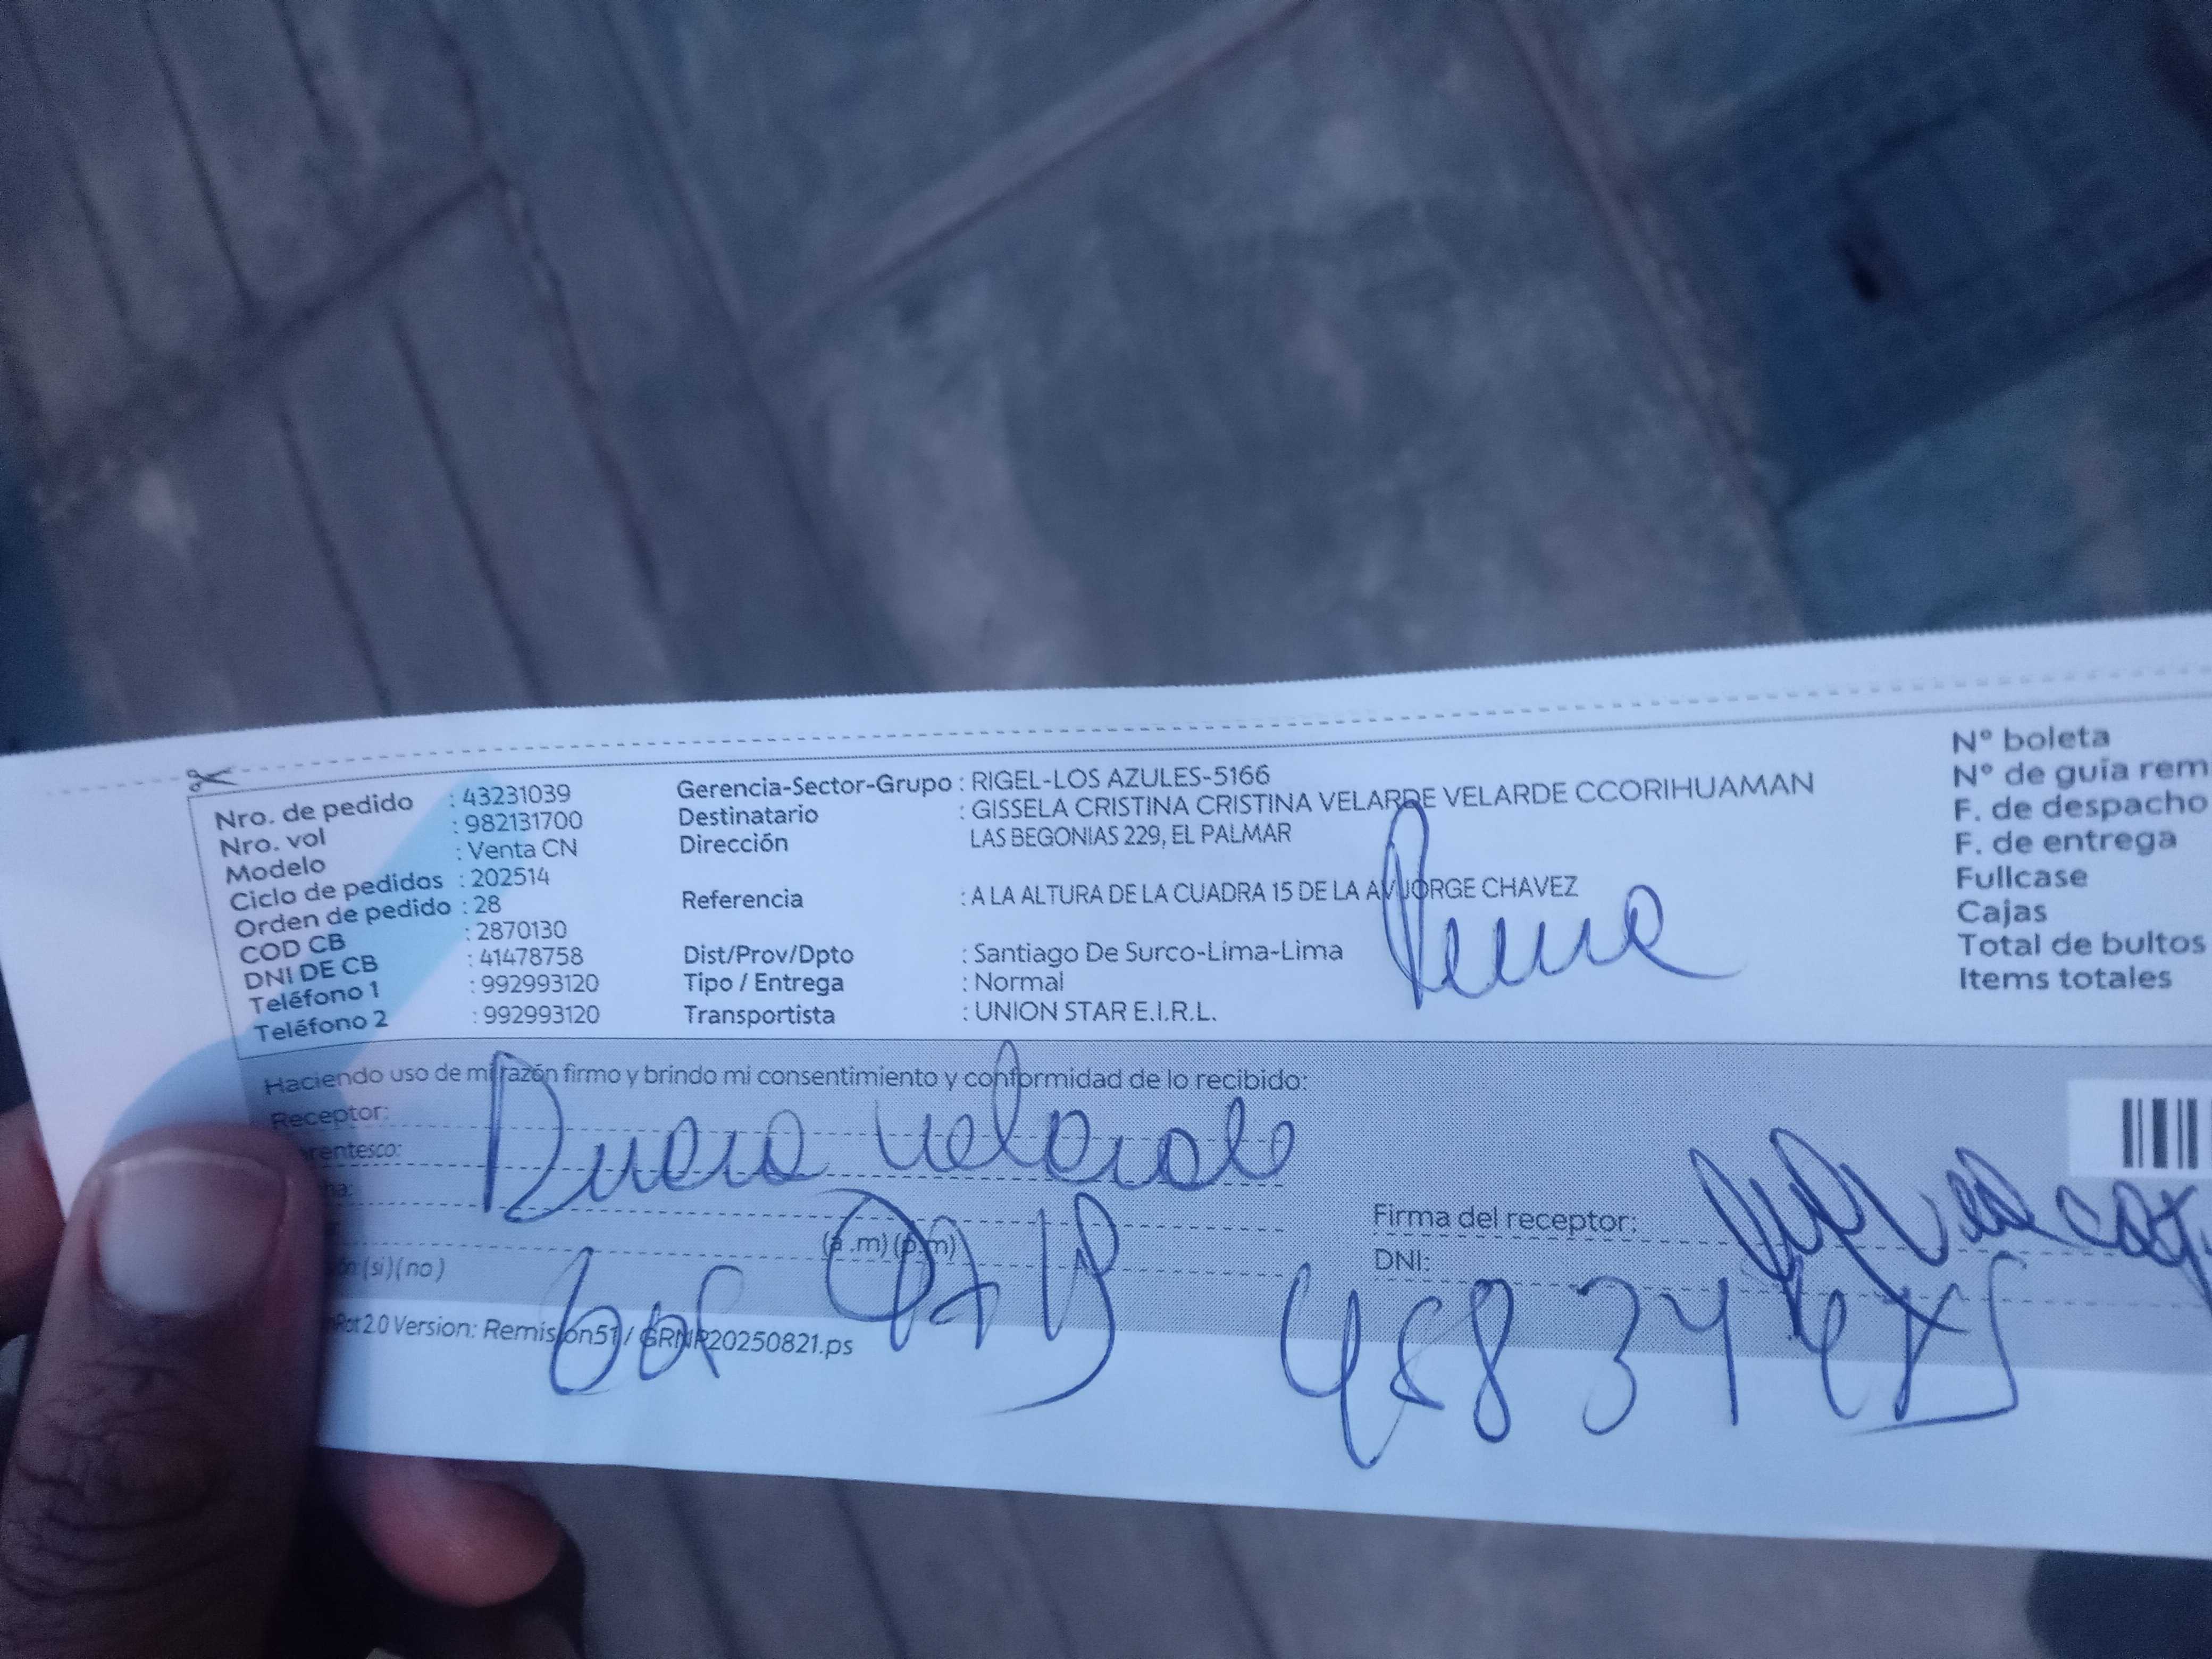 Nro. de pedido : 43231039
Nro. vol : 982131700
Modelo : Venta CN
Ciclo de pedidos : 202514
Orden de pedido : 28
COD CB : 2870130
DNI DE CB : 41478758
Teléfono 1 : 992993120
Teléfono 2 : 992993120
Gerencia-Sector-Grupo : RIGEL-LOS AZULES-5166
Destinatario : GISSELA CRISTINA CRISTINA VELARDE VELARDE CCORIHUAMAN
Dirección LAS BEGONIAS 229, EL PALMAR
Referencia : A LA ALTURA DE LA CUADRA 15 DE LA AV JORGE CHAVEZ
Dist/Prov/Dpto : Santiago De Surco-Lima-Lima
Tipo / Entrega : Normal
Transportista : UNION STAR E.I.R.L.
Nº boleta
Nº de guía rem
F. de despacho
F. de entrega
Fullcase
Cajas
Total de bultos
Items totales
Haciendo uso de mi razón firmo y brindo mi consentimiento y conformidad de lo recibido:
Receptor:
rentesco:
(a.m) (p.m)
(si) (no)
Firma del receptor:
DNI:
2.0 Version: Remision51 / GRNP20250821.ps